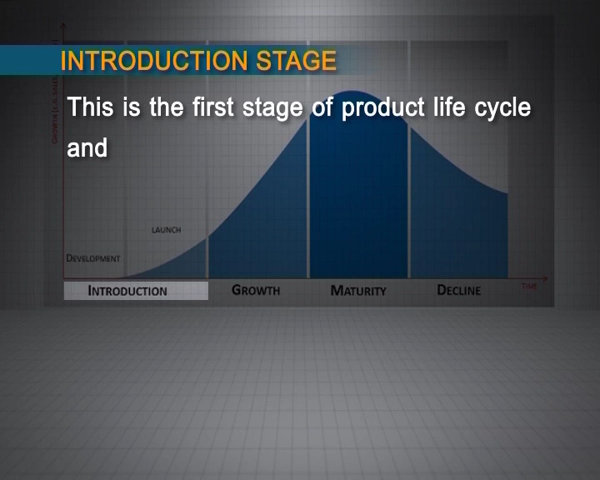 INTRODUCTION STAGE
This is the first stage of product life cycle
and
LAUNCH
DEVELOPMENT
INTRODUCTION
GROWTH
MATURITY
DECLINE
TIME